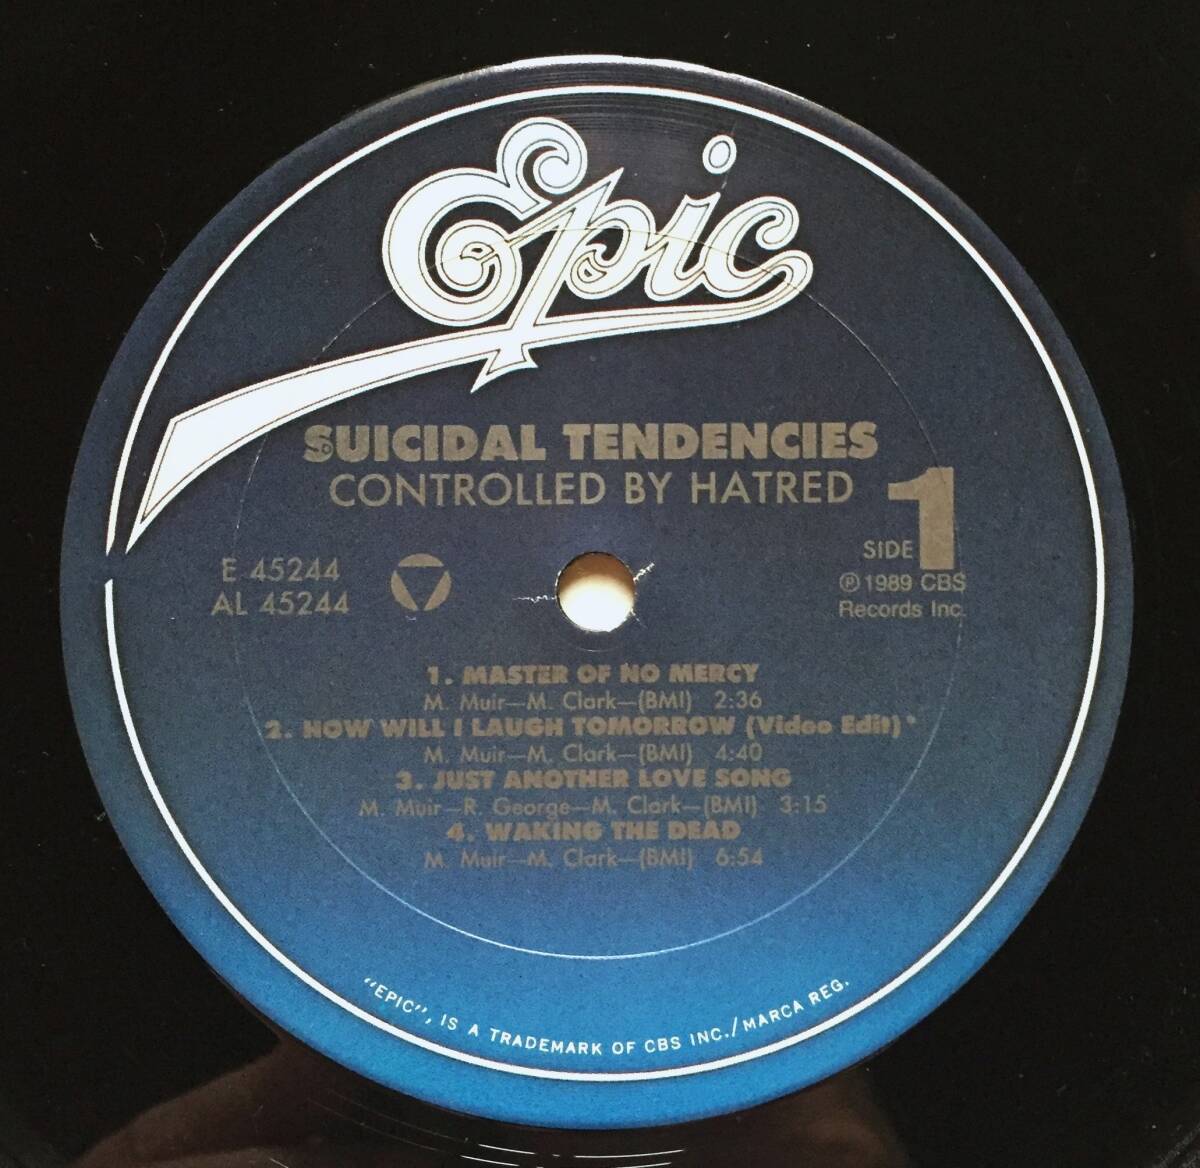 Epic
SUICIDAL TENDENCIES
CONTROLLED BY HATRED
1
SIDE
E 45244
AL 45244
℗ 1989 CBS
Records Inc.
1. MASTER OF NO MERCY
M. Muir—M. Clark—(BMI) 2:36
2. HOW WILL I LAUGH TOMORROW (Video Edit)*
M. Muir—M. Clark—(BMI) 4:40
3. JUST ANOTHER LOVE SONG
M. Muir—R. George—M. Clark—(BMI) 3:15
4. WAKING THE DEAD
M. Muir—M. Clark—(BMI) 6:54
"EPIC", IS A TRADEMARK OF CBS INC./MARCA REG.